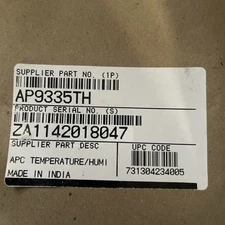 SUPPLIER PART NO. (1P)
AP9335TH
PRODUCT SERIAL NO. (S)
ZA1142018047
SUPPLIER PART DESC
UPC CODE
APC TEMPERATURE/HUMI
731304234005
MADE IN INDIA